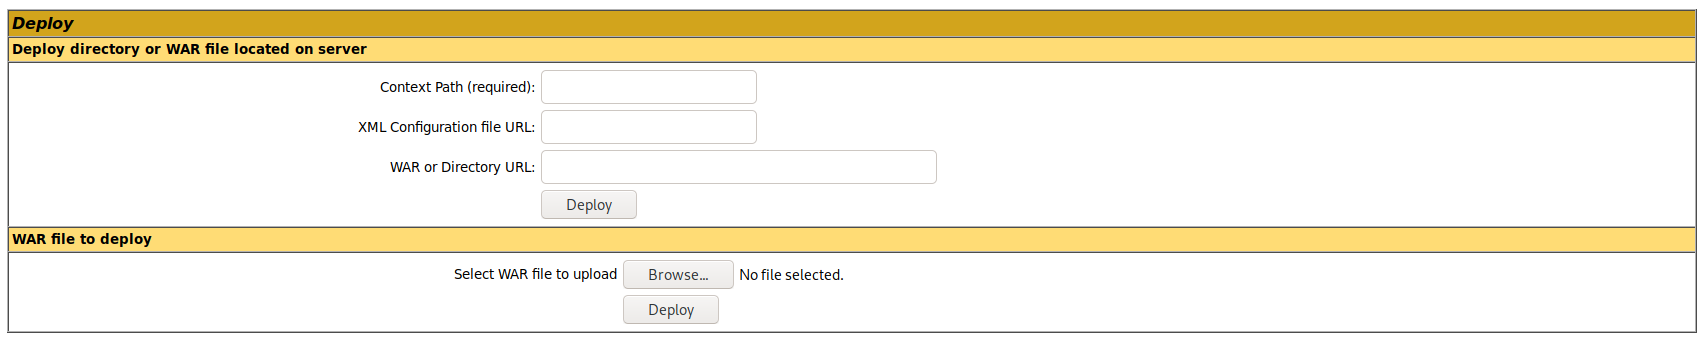 Deploy
Deploy directory or WAR file located on server
Context Path (required):
XML Configuration file URL:
WAR or Directory URL:
Deploy
WAR file to deploy
Select WAR file to upload Browse... No file selected.
Deploy